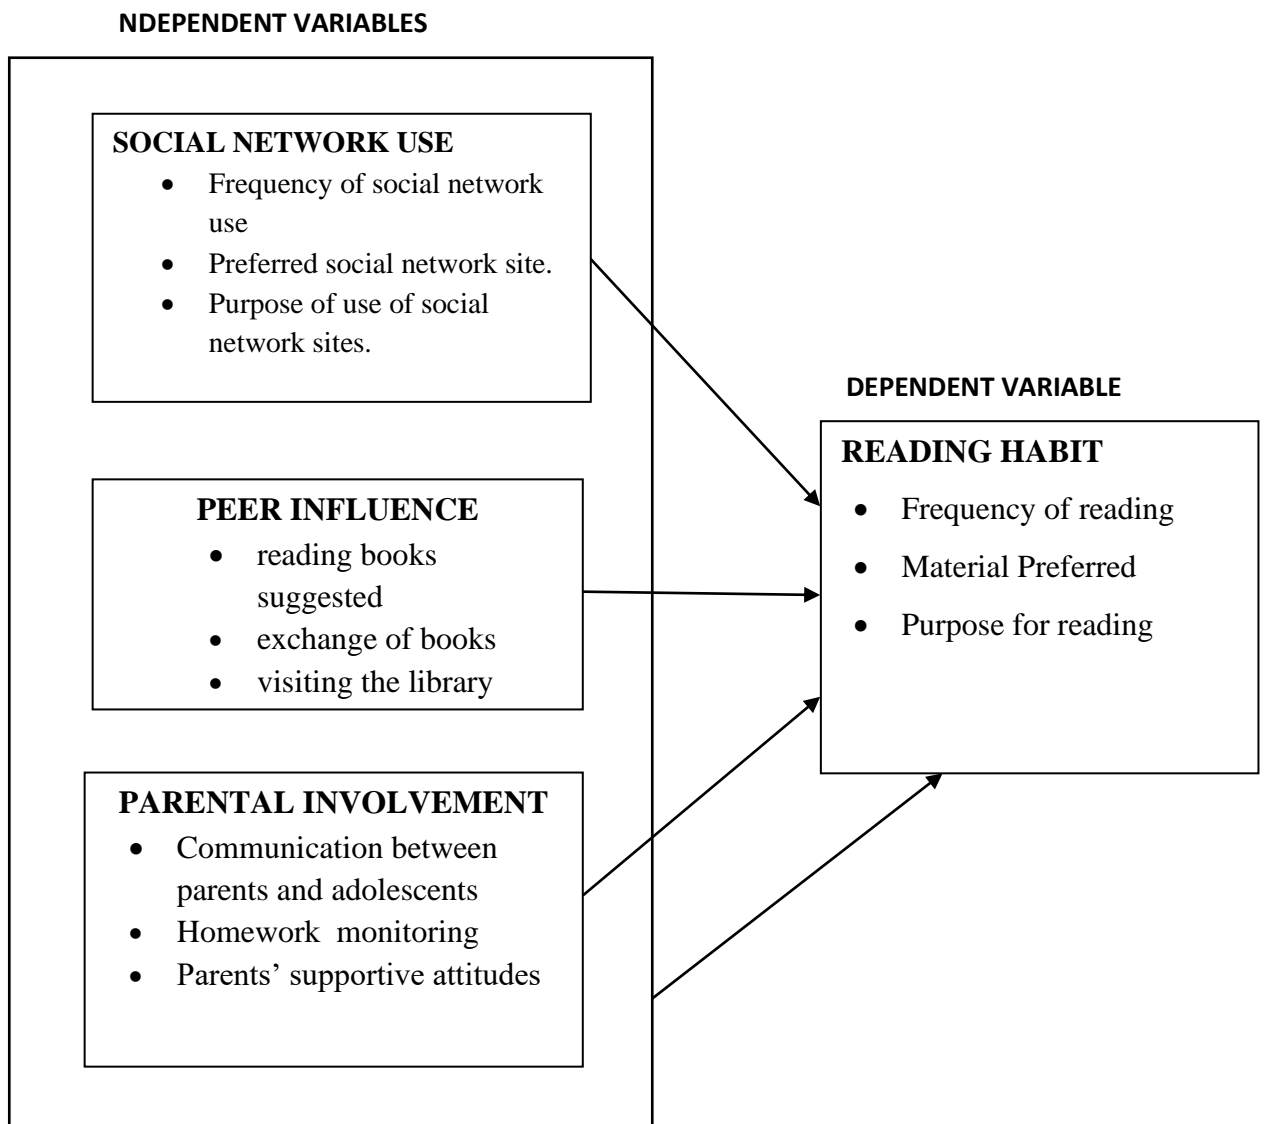 NDEPENDENT VARIABLES
SOCIAL NETWORK USE
• Frequency of social network
use
• Preferred social network site.
• Purpose of use of social
network sites.
PEER INFLUENCE
• reading books
suggested
• exchange of books
• visiting the library
PARENTAL INVOLVEMENT
• Communication between
parents and adolescents
• Homework monitoring
• Parents’ supportive attitudes
DEPENDENT VARIABLE
READING HABIT
• Frequency of reading
• Material Preferred
• Purpose for reading